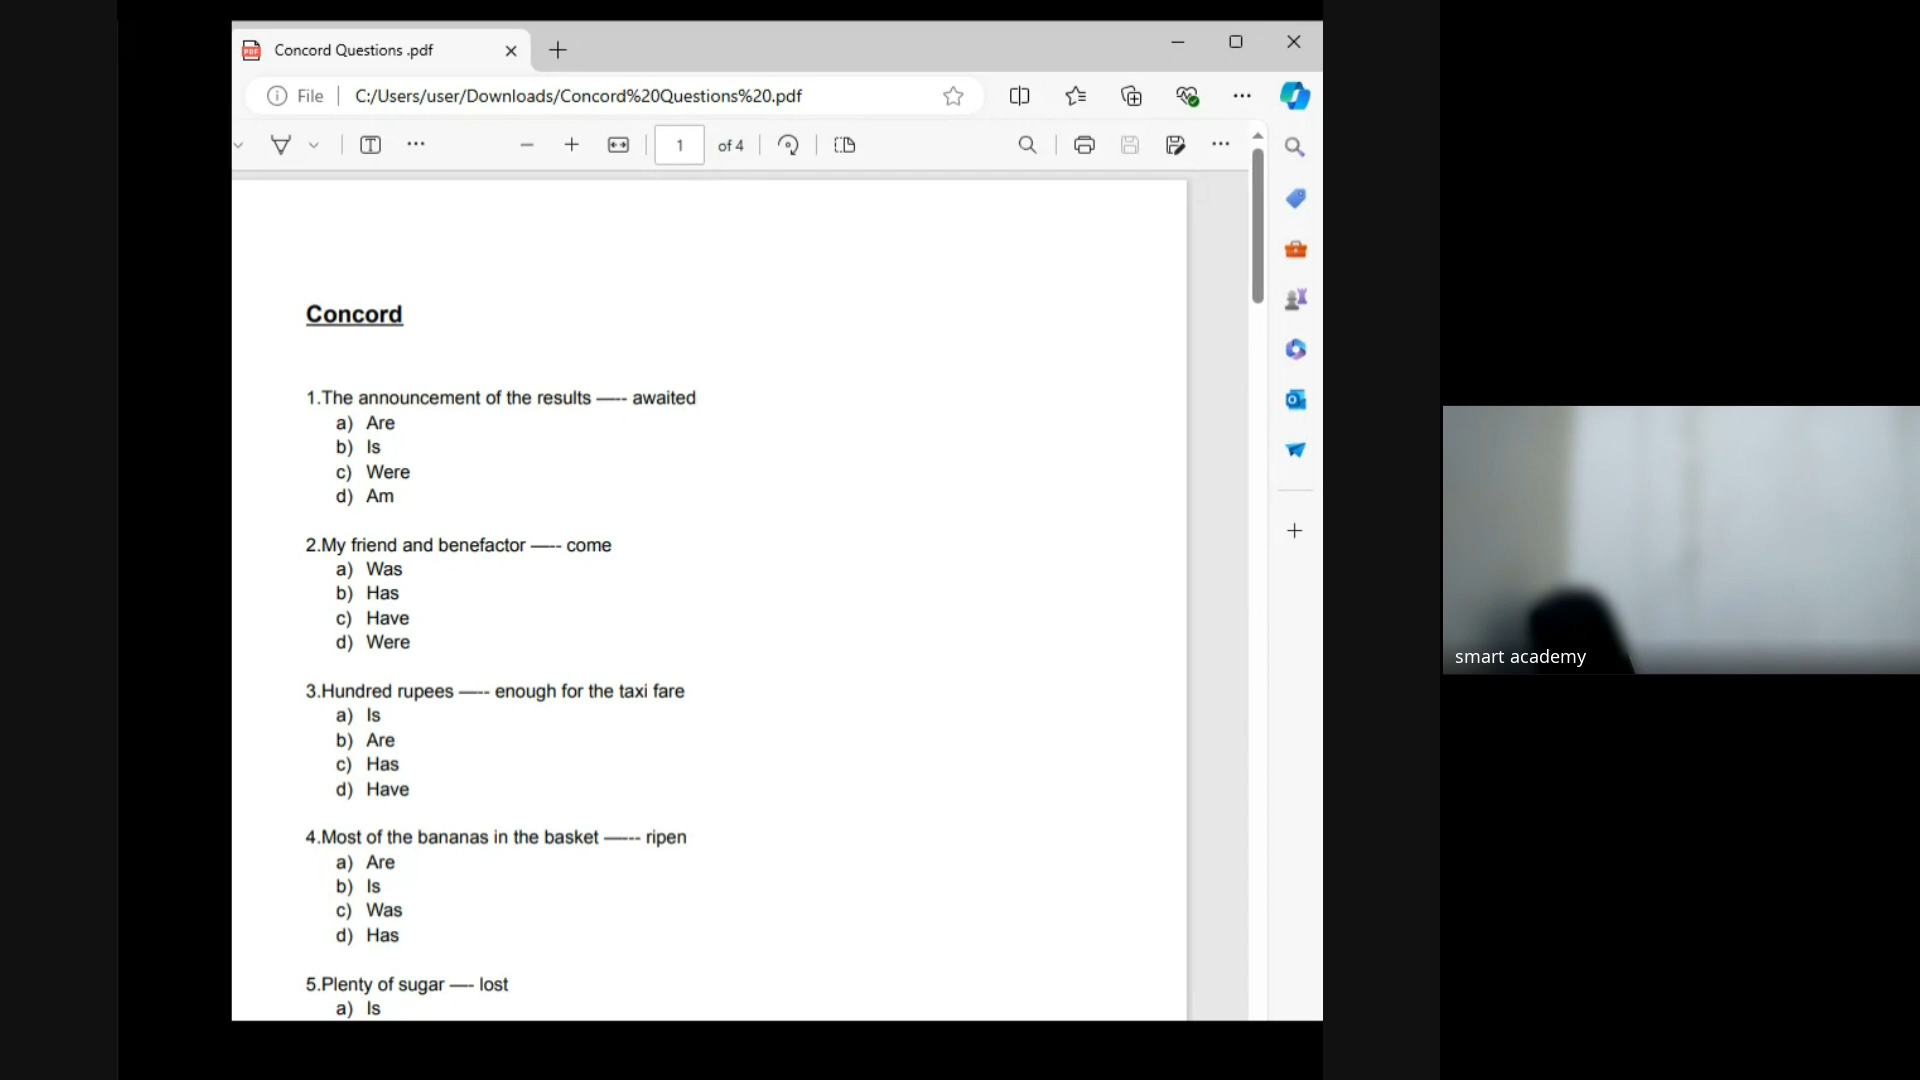 Concord Questions .pdf
File
C:/Users/user/Downloads/Concord%20Questions%20.pdf
1 of 4
Concord
1.The announcement of the results —-- awaited
a) Are
b) Is
c) Were
d) Am
2.My friend and benefactor —-- come
a) Was
b) Has
c) Have
d) Were
3.Hundred rupees —-- enough for the taxi fare
a) Is
b) Are
c) Has
d) Have
4.Most of the bananas in the basket —--- ripen
a) Are
b) Is
c) Was
d) Has
5.Plenty of sugar —- lost
a) Is
smart academy